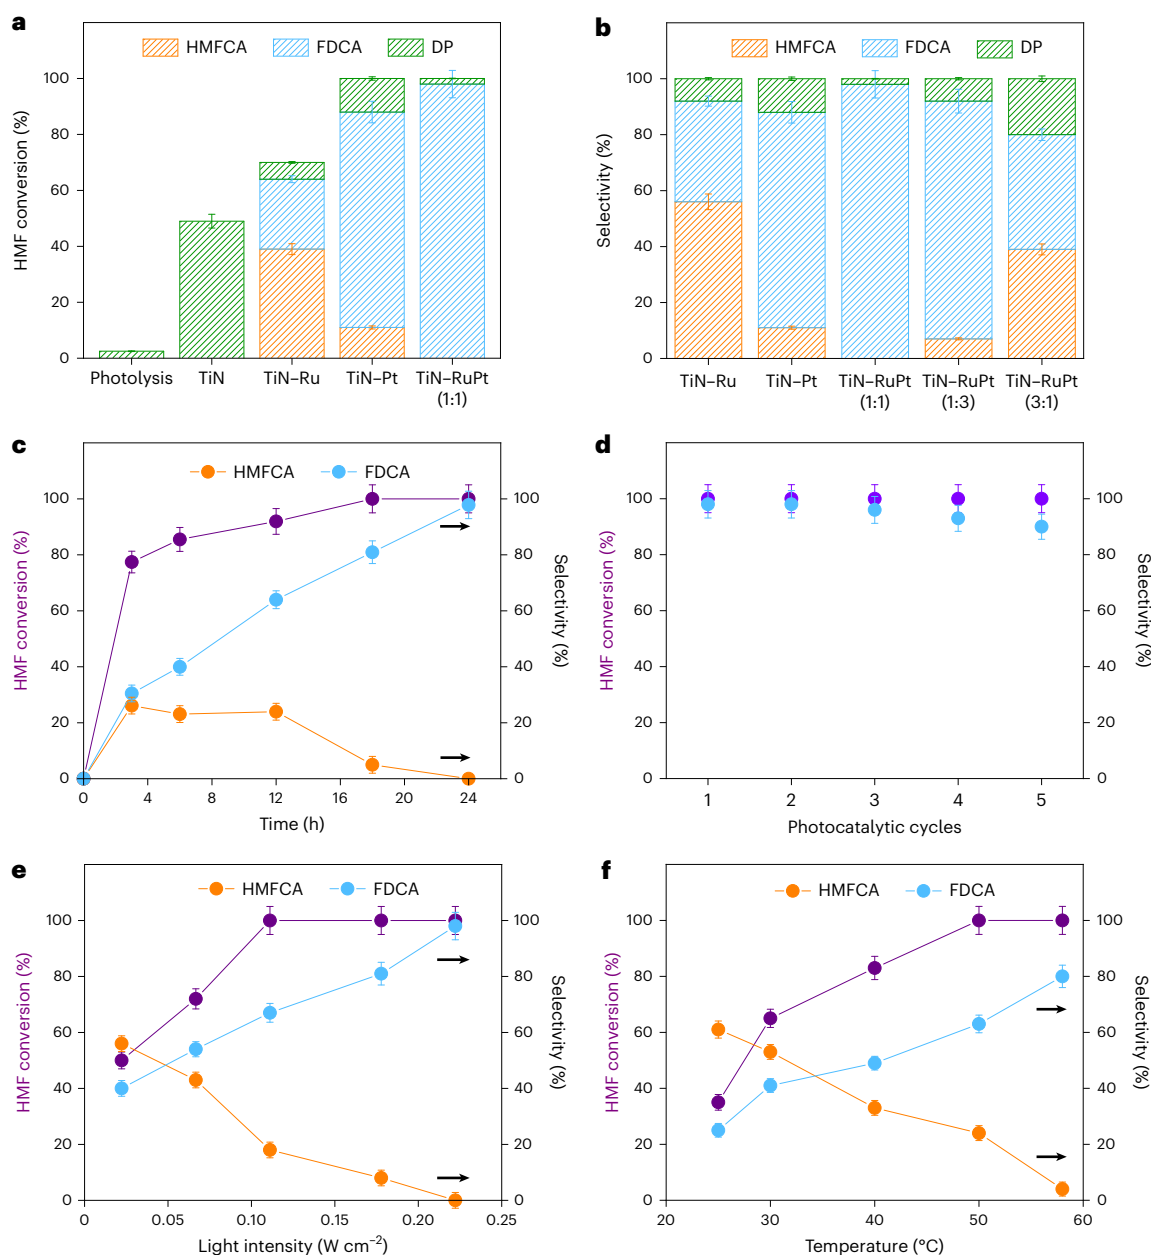 a
HMFCA FDCA DP
HMF conversion (%)
100
80
60
40
20
0
Photolysis TiN TiN–Ru TiN–Pt TiN–RuPt
(1:1)
b
HMFCA FDCA DP
Selectivity (%)
100
80
60
40
20
0
TiN–Ru TiN–Pt TiN–RuPt TiN–RuPt TiN–RuPt
(1:1) (1:3) (3:1)
c
HMFCA FDCA
HMF conversion (%)
100
80
60
40
20
0
100
80
60
40
20
0
Selectivity (%)
0 4 8 12 16 20 24
Time (h)
d
HMF conversion (%)
100
80
60
40
20
0
100
80
60
40
20
0
Selectivity (%)
1 2 3 4 5
Photocatalytic cycles
e
HMFCA FDCA
HMF conversion (%)
100
80
60
40
20
0
100
80
60
40
20
0
Selectivity (%)
0 0.05 0.10 0.15 0.20 0.25
Light intensity (W cm⁻²)
f
HMFCA FDCA
HMF conversion (%)
100
80
60
40
20
0
100
80
60
40
20
0
Selectivity (%)
20 30 40 50 60
Temperature (°C)